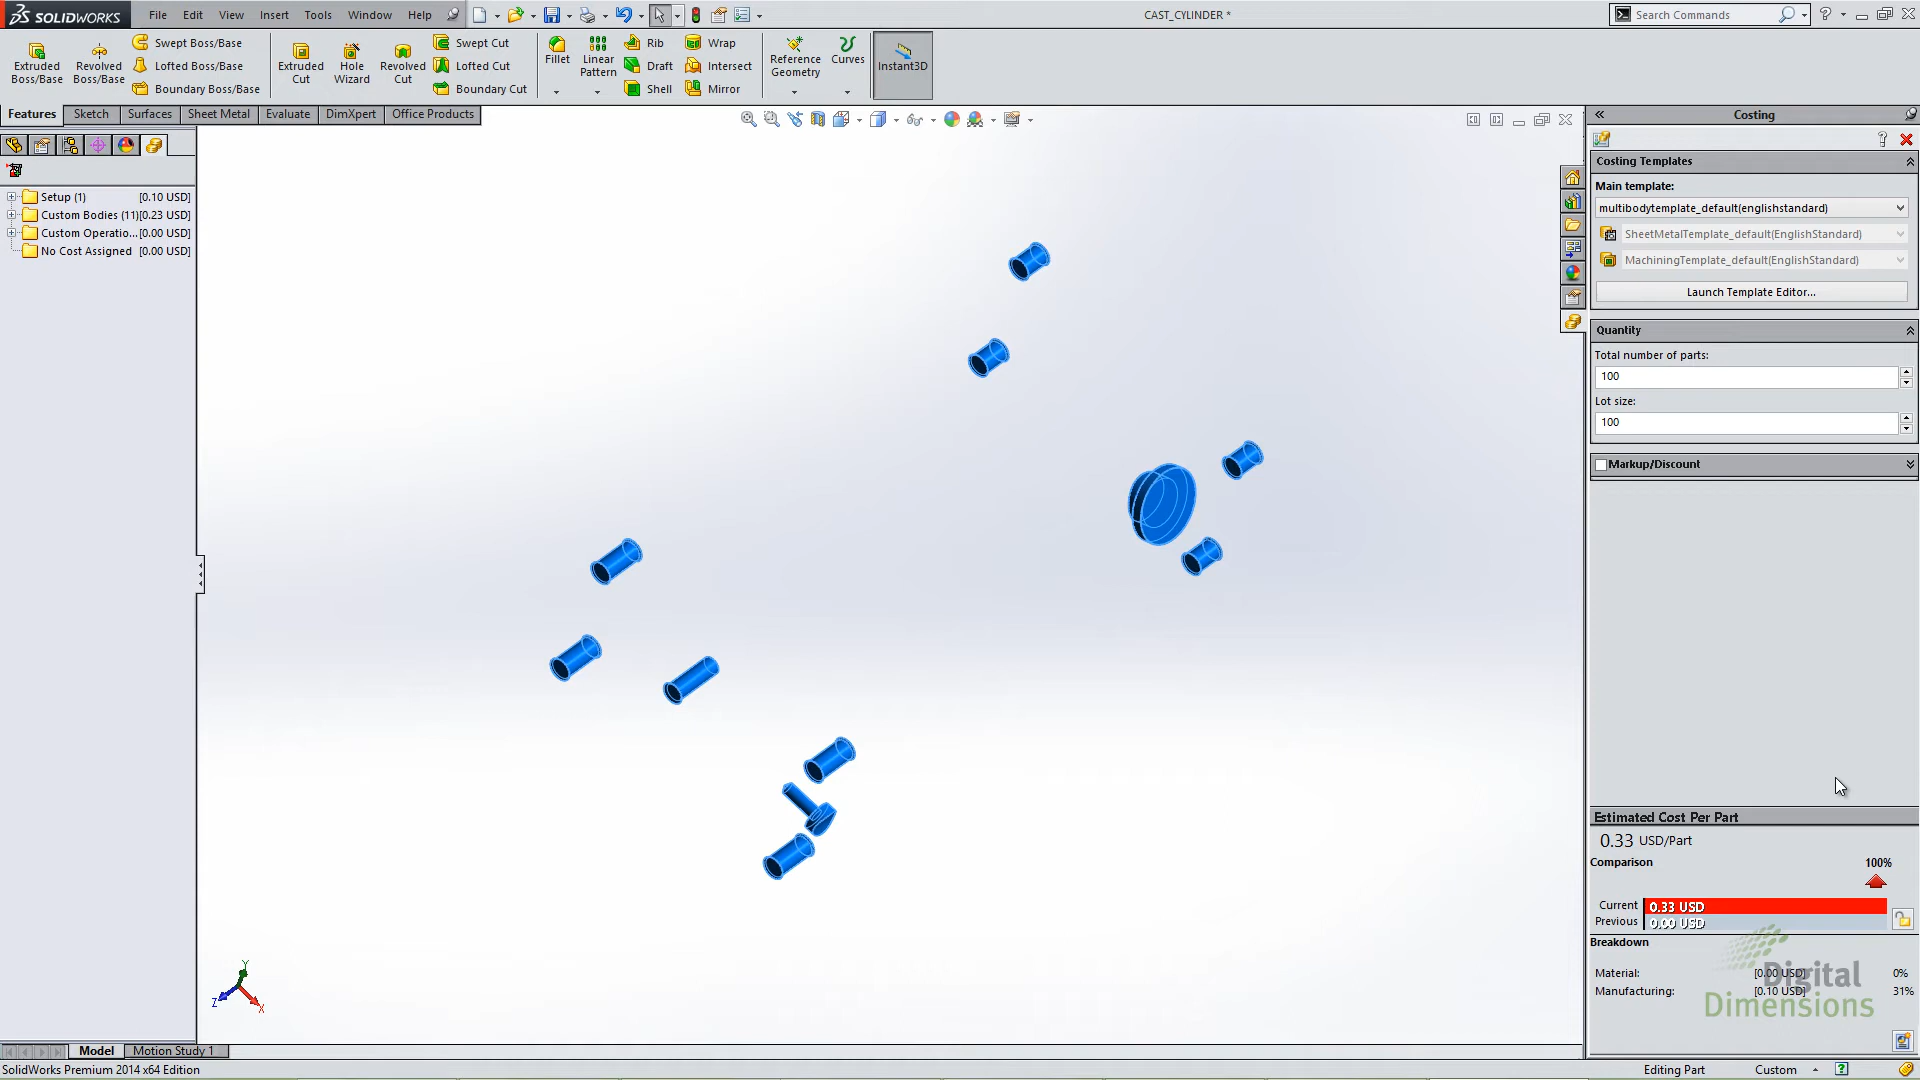 SOLIDWORKS
File Edit View Insert Tools Window Help
CAST_CYLINDER *
Search Commands
Extruded Boss/Base
Revolved Boss/Base
Swept Boss/Base
Lofted Boss/Base
Boundary Boss/Base
Extruded Cut
Hole Wizard
Revolved Cut
Swept Cut
Lofted Cut
Boundary Cut
Fillet
Linear Pattern
Rib
Draft
Shell
Wrap
Intersect
Mirror
Reference Geometry
Curves
Instant3D
Features Sketch Surfaces Sheet Metal Evaluate DimXpert Office Products
Setup (1) [0.10 USD]
Custom Bodies (11)[0.23 USD]
Custom Operatio... [0.00 USD]
No Cost Assigned [0.00 USD]
Costing
Costing Templates
Main template:
multibodytemplate_default(englishstandard)
SheetMetalTemplate_default(EnglishStandard)
MachiningTemplate_default(EnglishStandard)
Launch Template Editor...
Quantity
Total number of parts:
100
Lot size:
100
Markup/Discount
Estimated Cost Per Part
0.33 USD/Part
Comparison 100%
Current 0.33 USD
Previous 0.00 USD
Breakdown
Material: [0.00 USD] 0%
Manufacturing: [0.10 USD] 31%
Digital
Dimensions
Y
Z
X
Model Motion Study 1
SolidWorks Premium 2014 x64 Edition
Editing Part Custom